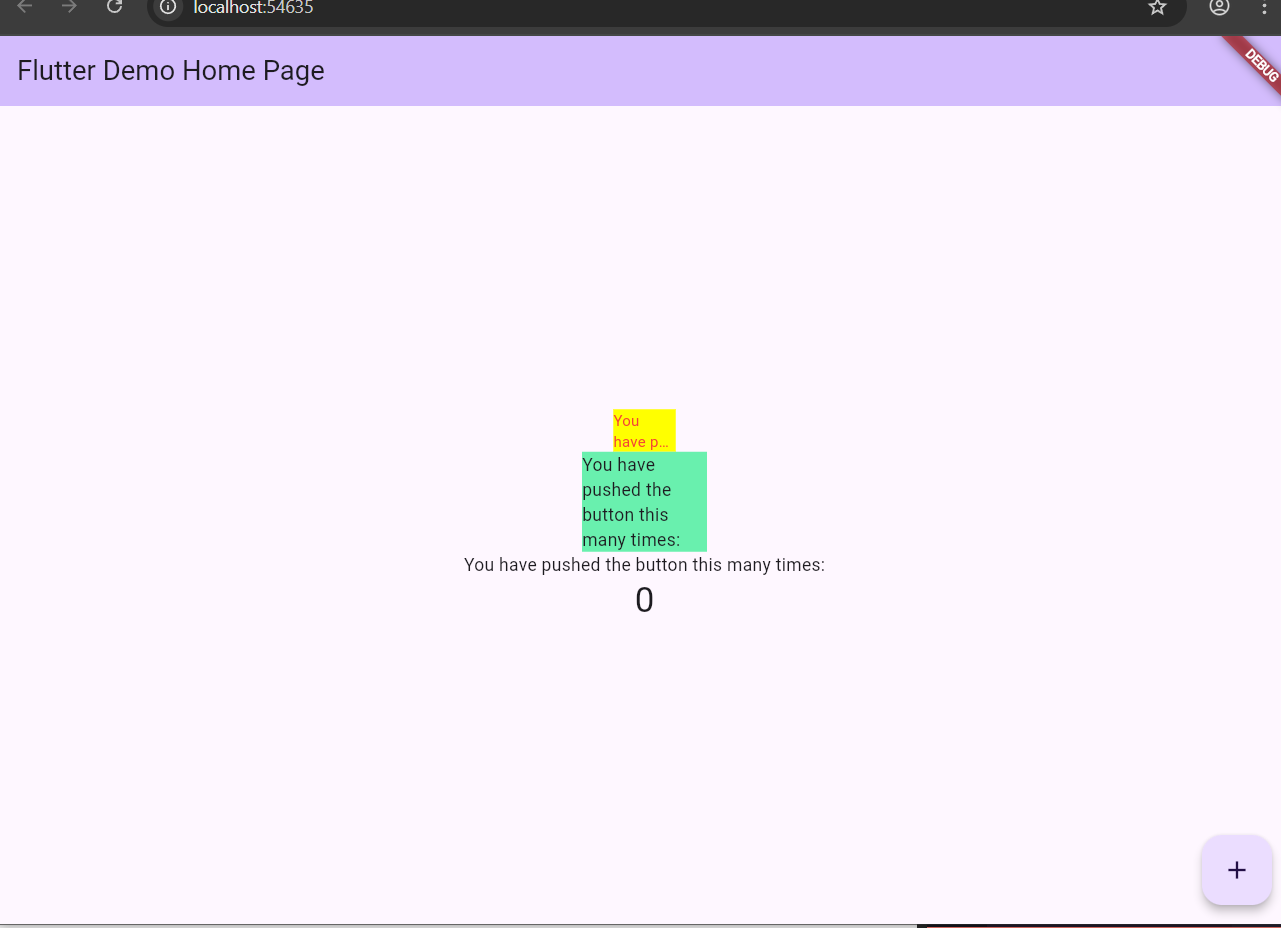 localhost:54635
Flutter Demo Home Page
DEBUG
You
have p…
You have
pushed the
button this
many times:
You have pushed the button this many times:
0
+